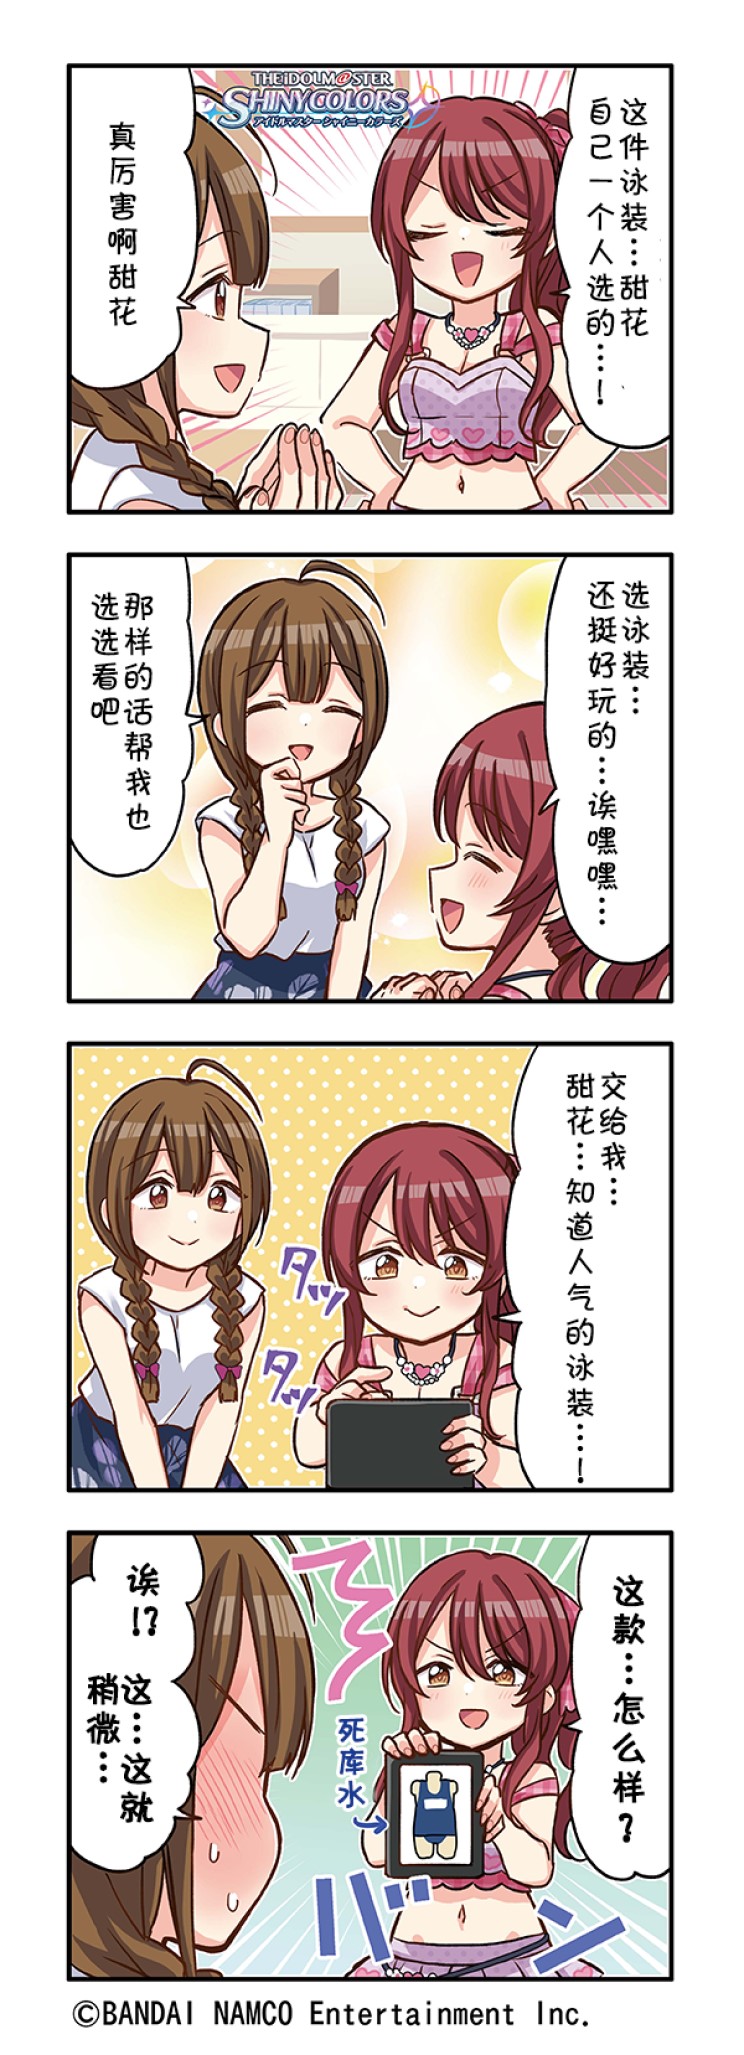 THE iDOLM@STER
SHINYCOLORS
アイドルマスター シャイニーカラーズ
这件泳装…甜花
自己一个人选的…！
真厉害啊甜花
选泳装…
还挺好玩的…诶嘿嘿…
那样的话帮我也
选选看吧
交给我…
甜花…知道人气的泳装…！
タッ
タッ
这款…怎么样？
死库水
バーン
诶!?
这…这就
稍微…
©BANDAI NAMCO Entertainment Inc.